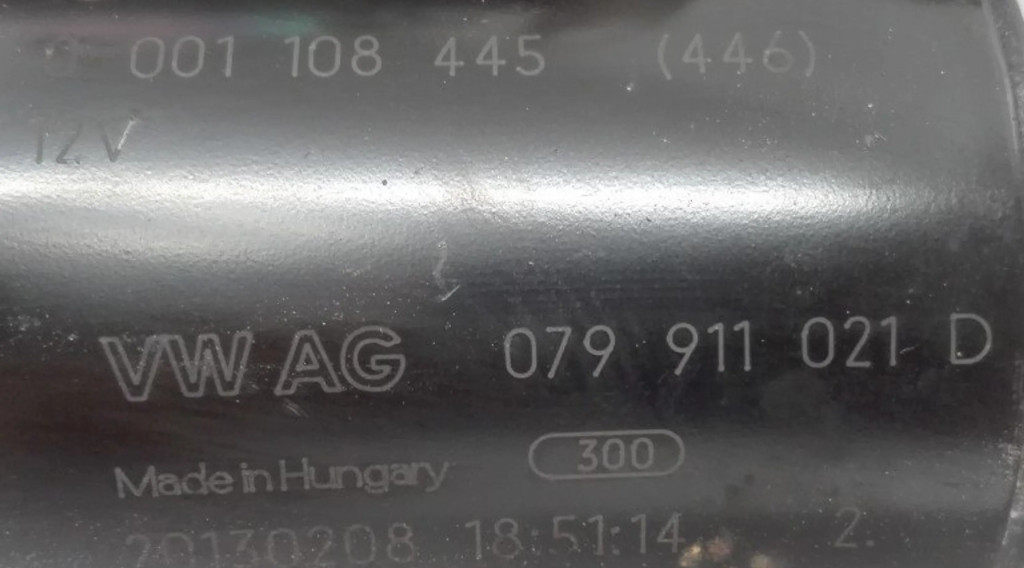 0 001 108 445 (446)
12V
VW AG 079 911 021 D
300
Made in Hungary
20130208 18:51:14 2.